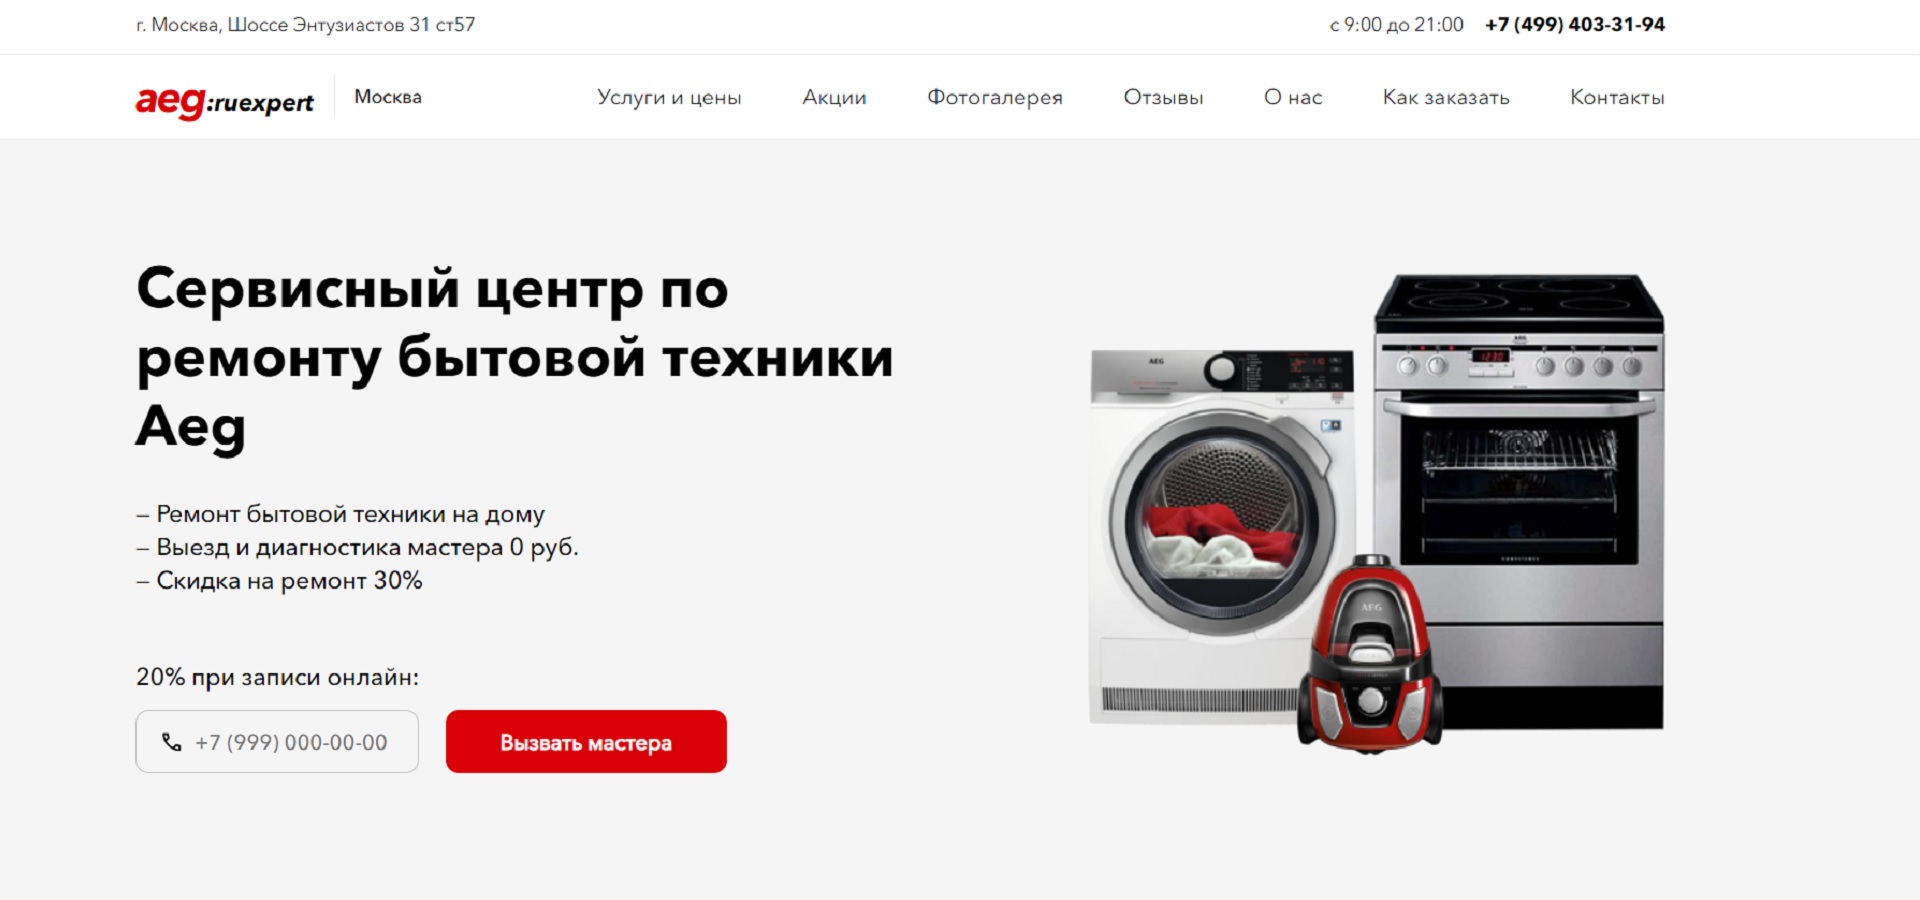 г. Москва, Шоссе Энтузиастов 31 ст57
с 9:00 до 21:00 +7 (499) 403-31-94
aeg:ruexpert Москва Услуги и цены Акции Фотогалерея Отзывы О нас Как заказать Контакты
Сервисный центр по
ремонту бытовой техники
Aeg
– Ремонт бытовой техники на дому
– Выезд и диагностика мастера 0 руб.
– Скидка на ремонт 30%
20% при записи онлайн:
+7 (999) 000-00-00 Вызвать мастера
AEG
AEG
AEG